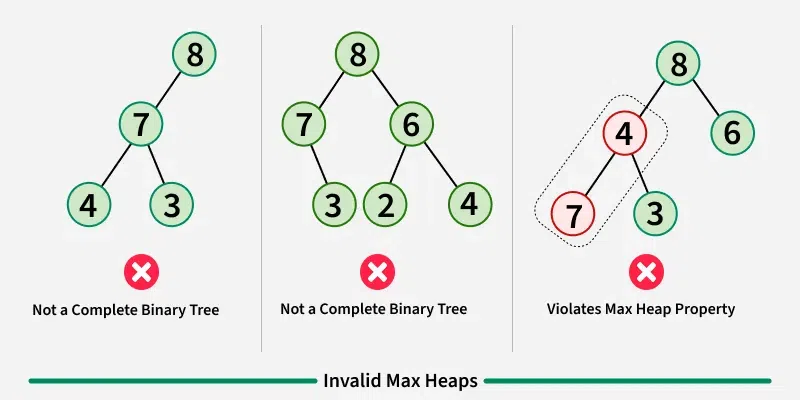 8
7
4 3
Not a Complete Binary Tree
8
7 6
3 2 4
Not a Complete Binary Tree
8
4 6
7 3
Violates Max Heap Property
Invalid Max Heaps